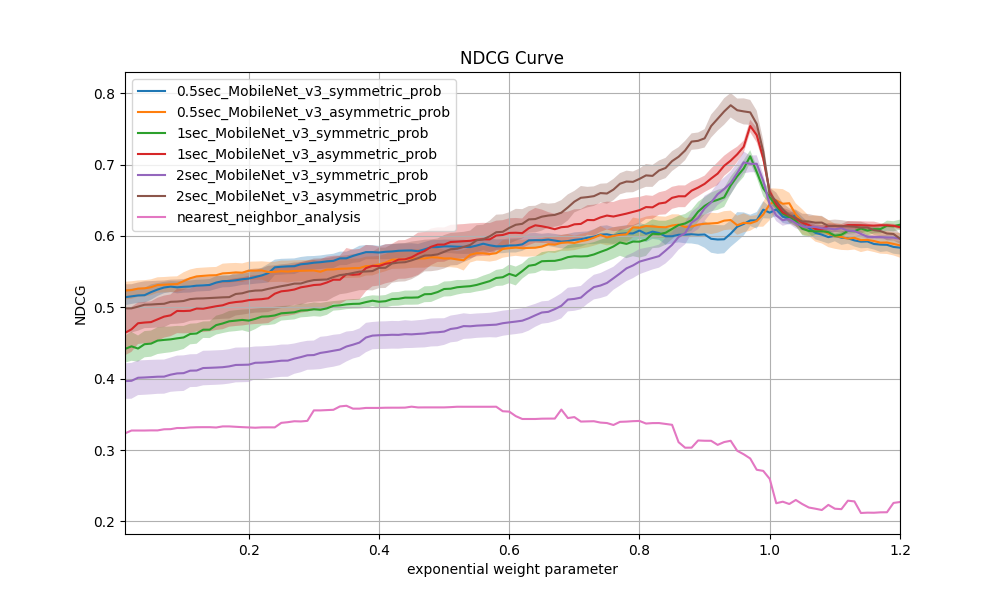 NDCG Curve
0.5sec_MobileNet_v3_symmetric_prob
0.5sec_MobileNet_v3_asymmetric_prob
1sec_MobileNet_v3_symmetric_prob
1sec_MobileNet_v3_asymmetric_prob
2sec_MobileNet_v3_symmetric_prob
2sec_MobileNet_v3_asymmetric_prob
nearest_neighbor_analysis
NDCG
0.8
0.7
0.6
0.5
0.4
0.3
0.2
0.2 0.4 0.6 0.8 1.0 1.2
exponential weight parameter